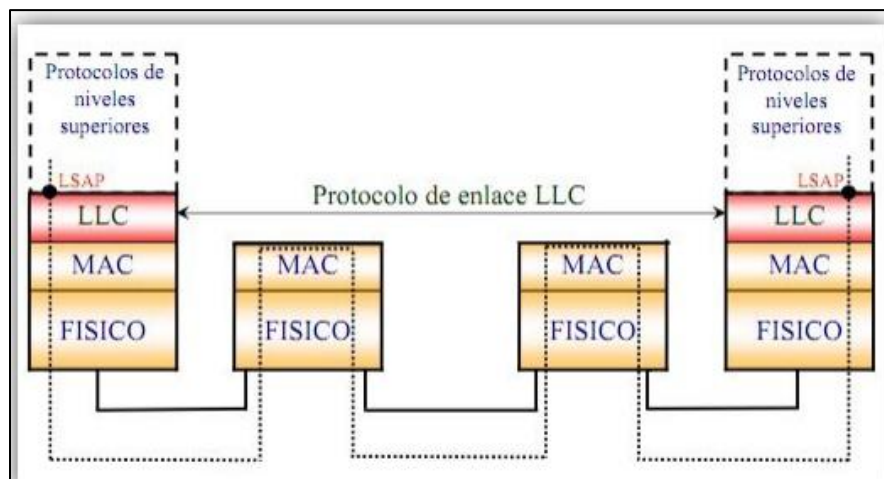 Protocolos de
niveles
superiores
Protocolos de
niveles
superiores
LSAP
LSAP
Protocolo de enlace LLC
LLC
LLC
MAC
MAC
MAC
MAC
FISICO
FISICO
FISICO
FISICO